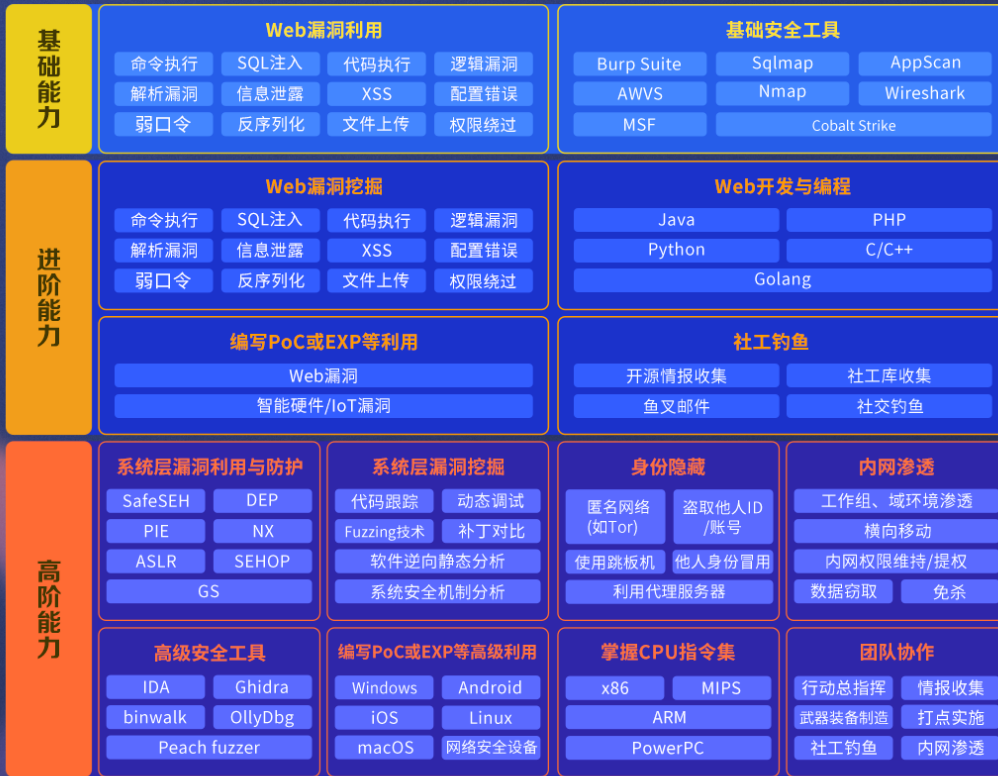 基础能力
Web漏洞利用
命令执行 SQL注入 代码执行 逻辑漏洞
解析漏洞 信息泄露 XSS 配置错误
弱口令 反序列化 文件上传 权限绕过
基础安全工具
Burp Suite Sqlmap AppScan
AWVS Nmap Wireshark
MSF Cobalt Strike
进阶能力
Web漏洞挖掘
命令执行 SQL注入 代码执行 逻辑漏洞
解析漏洞 信息泄露 XSS 配置错误
弱口令 反序列化 文件上传 权限绕过
Web开发与编程
Java PHP
Python C/C++
Golang
编写PoC或EXP等利用
Web漏洞
智能硬件/IoT漏洞
社工钓鱼
开源情报收集 社工库收集
鱼叉邮件 社交钓鱼
高阶能力
系统层漏洞利用与防护
SafeSEH DEP
PIE NX
ASLR SEHOP
GS
系统层漏洞挖掘
代码跟踪 动态调试
Fuzzing技术 补丁对比
软件逆向静态分析
系统安全机制分析
身份隐藏
匿名网络
(如Tor)
盗取他人ID
/账号
使用跳板机 他人身份冒用
利用代理服务器
内网渗透
工作组、域环境渗透
横向移动
内网权限维持/提权
数据窃取 免杀
高级安全工具
IDA Ghidra
binwalk OllyDbg
Peach fuzzer
编写PoC或EXP等高级利用
Windows Android
iOS Linux
macOS 网络安全设备
掌握CPU指令集
x86 MIPS
ARM
PowerPC
团队协作
行动总指挥 情报收集
武器装备制造 打点实施
社工钓鱼 内网渗透